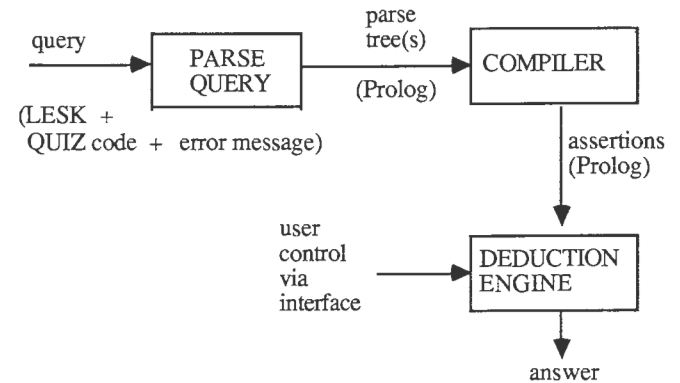 query
(LESK +
QUIZ code + error message)
PARSE
QUERY
parse
tree(s)
(Prolog)
COMPILER
assertions
(Prolog)
user
control
via
interface
DEDUCTION
ENGINE
answer